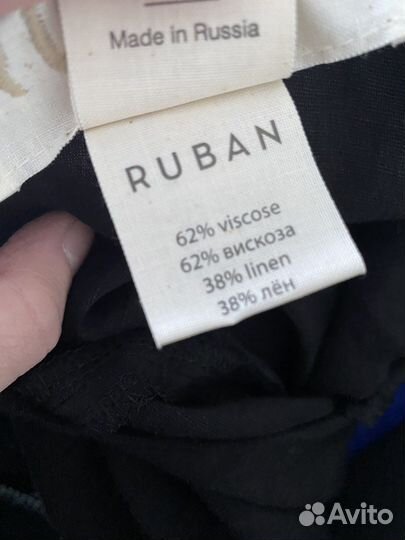 Made in Russia
RUBAN
62% viscose
62% вискоза
38% linen
38% лён
Avito